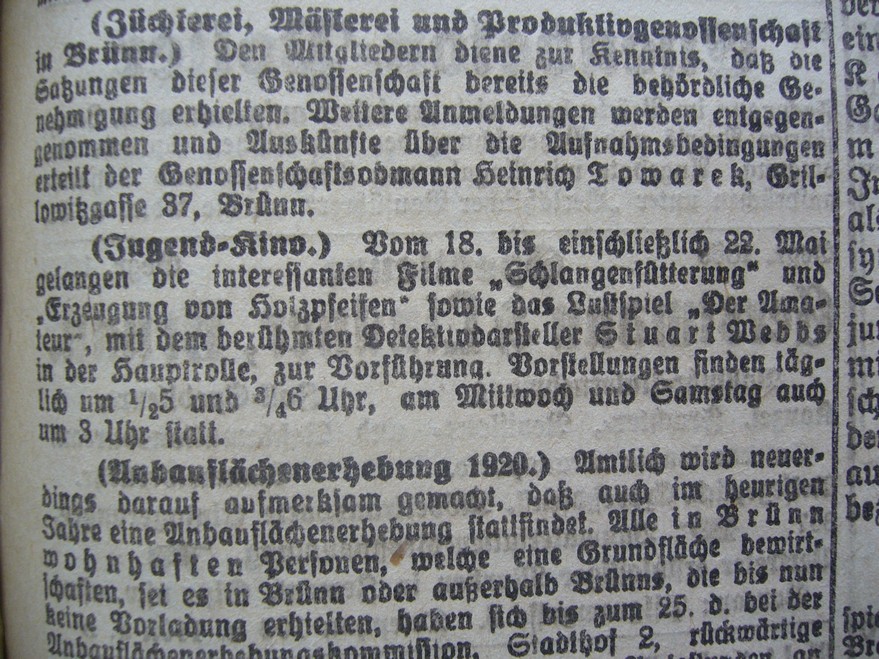 (Züchterei, Mästerei und Produktivgenossenschaft
in Brünn.) Den Mitgliedern diene zur Kenntnis, daß die
Satzungen dieser Genossenschaft bereits die behördliche Ge-
nehmigung erhielten. Weitere Anmeldungen werden entgegen-
genommen und Auskünfte über die Aufnahmsbedingungen
erteilt der Genossenschaftsobmann Heinrich Towarek, Gril-
lowitzgasse 37, Brünn.
(Jugend-Kino.) Vom 18. bis einschließlich 22. Mai
gelangen die interessanten Filme „Schlangenfütterung“ und
„Erzeugung von Holzpfeifen“ sowie das Lustspiel „Der Ama-
teur“, mit dem berühmten Detektivdarsteller Stuart Webbs
in der Hauptrolle, zur Vorführung. Vorstellungen finden täg-
lich um 1/25 und 3/46 Uhr, am Mittwoch und Samstag auch
um 3 Uhr statt.
(Anbauflächenerhebung 1920.) Amtlich wird neuer-
dings darauf aufmerksam gemacht, daß auch im heurigen
Jahre eine Anbauflächenerhebung stattfindet. Alle in Brünn
wohnhaften Personen, welche eine Grundfläche bewirt-
schaften, sei es in Brünn oder außerhalb Brünns, die bis nun
keine Vorladung erhielten, haben sich bis zum 25. d. bei der
Anbauflächenerhebungskommission, Stadthof 2, rückwärtige